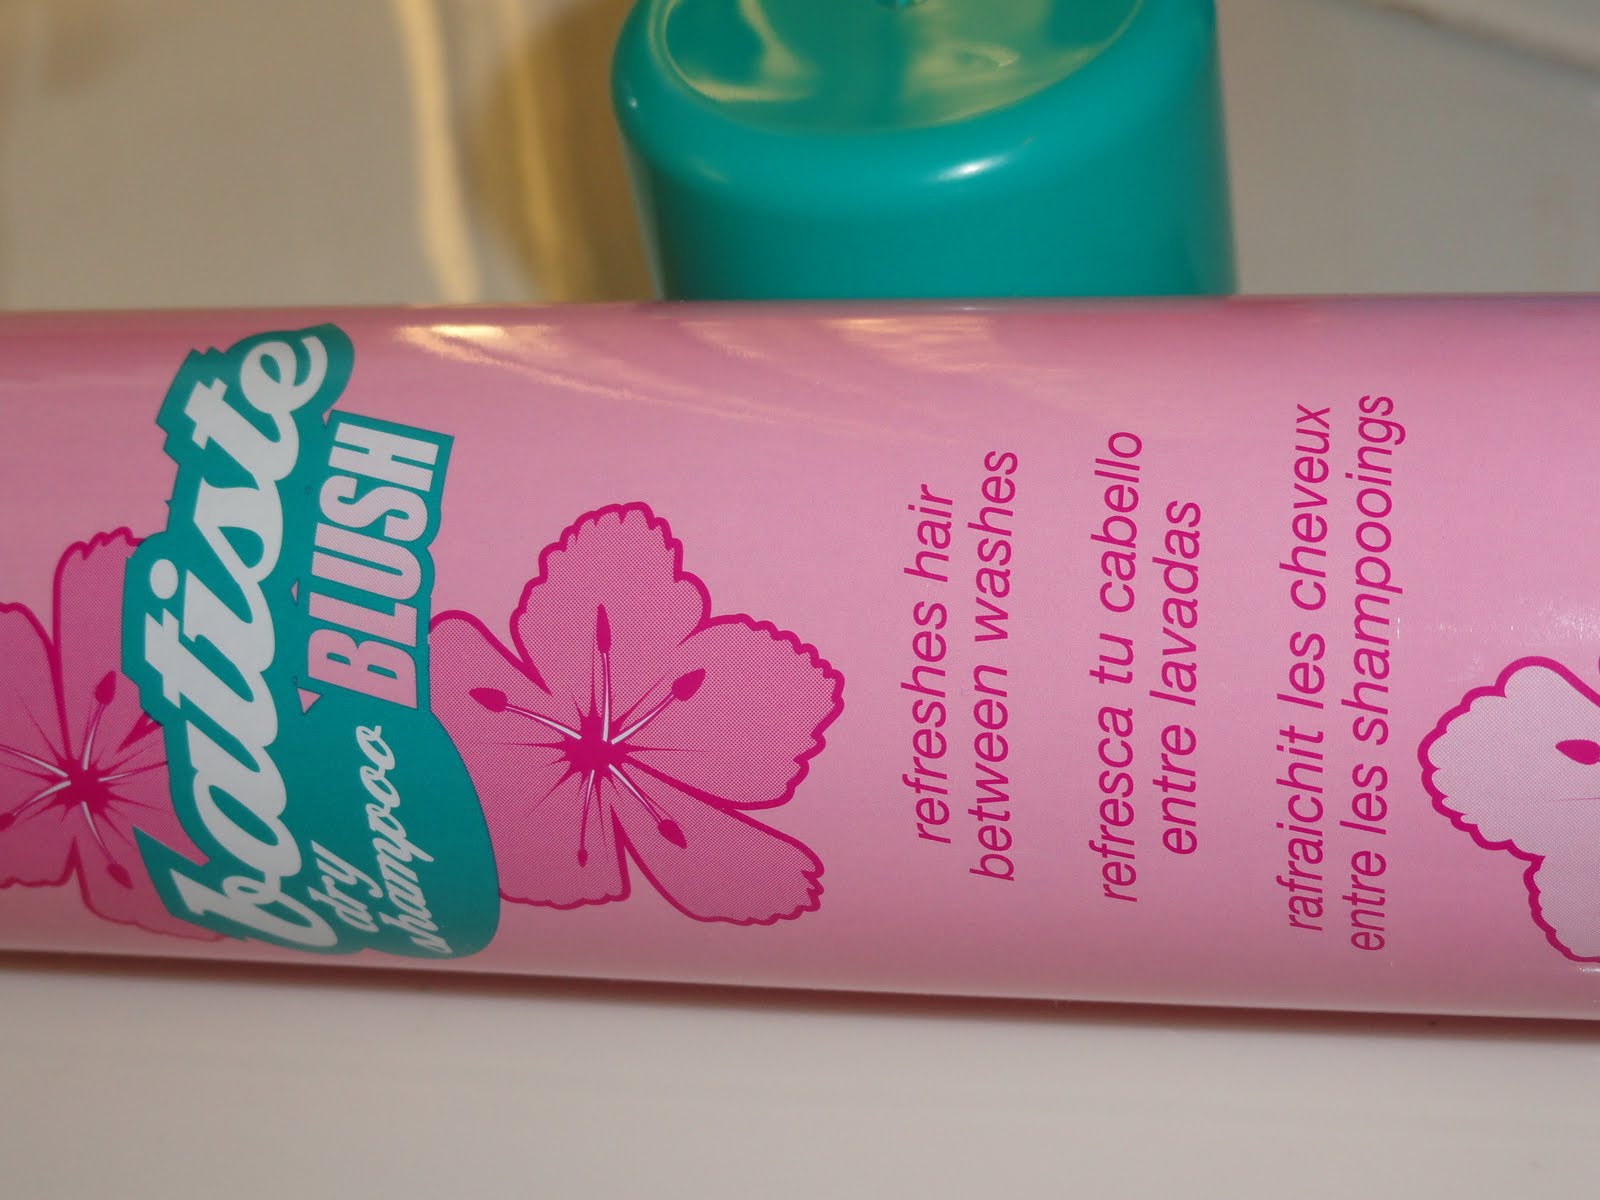 batiste
dry
shampoo
BLUSH
refreshes hair
between washes
refresca tu cabello
entre lavadas
rafraichit les cheveux
entre les shampooings